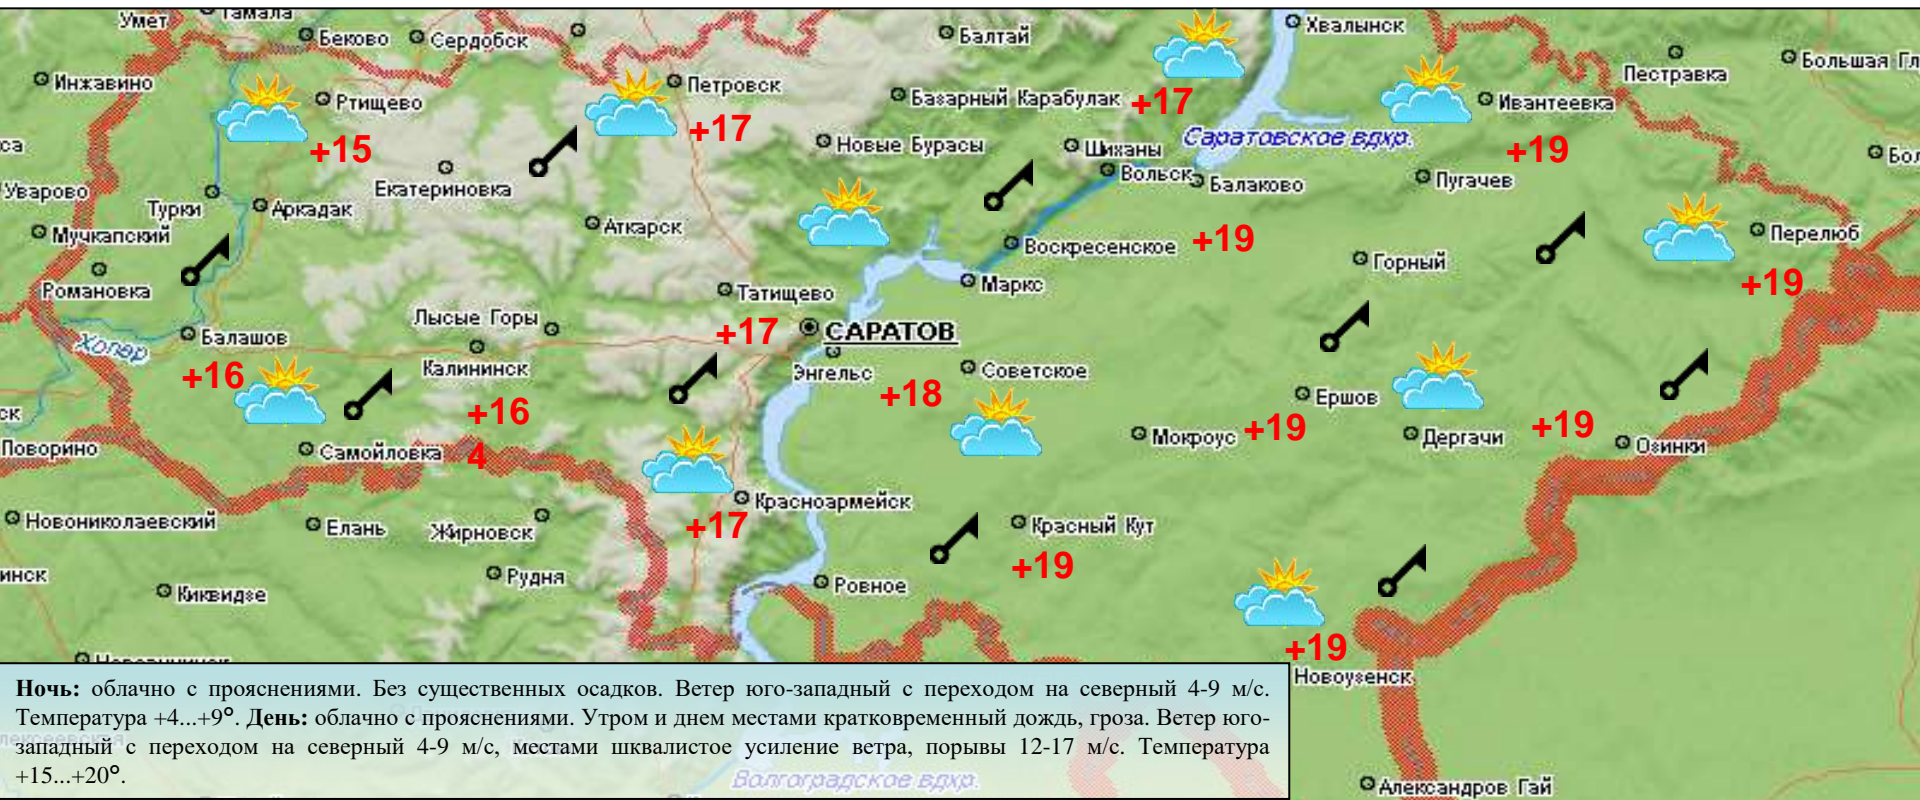 Умет
Тамала
Беково
Сердобск
Балтай
Хвалынск
Пестравка
Большая Гл
Инжавино
Ртищево
Петровск
Базарный Карабулак
+17
Ивантеевка
+15
+17
Новые Бурасы
Шиханы
Саратовское вдхр.
+19
са
Бол
Уварово
Екатериновка
Вольск
Балаково
Пугачев
Турки
Аркадак
Аткарск
Мучкапский
Воскресенское
+19
Перелюб
Горный
Романовка
Татищево
Маркс
+19
Лысые Горы
+17
САРАТОВ
Хопер
Балашов
Калининск
Энгельс
Советское
+16
+18
Ершов
ск
+16
Мокроус
+19
Дергачи
+19
Озинки
Поворино
Самойловка
4
Красноармейск
+17
Новониколаевский
Елань
Жирновск
Красный Кут
+19
инск
Рудня
Киквидзе
Ровное
+19
Новоузенск
Ночь: облачно с прояснениями. Без существенных осадков. Ветер юго-западный с переходом на северный 4-9 м/с.
Температура +4...+9°. День: облачно с прояснениями. Утром и днем местами кратковременный дождь, гроза. Ветер юго-
западный с переходом на северный 4-9 м/с, местами шквалистое усиление ветра, порывы 12-17 м/с. Температура
+15...+20°.
Волгоградское вдхр.
Александров Гай